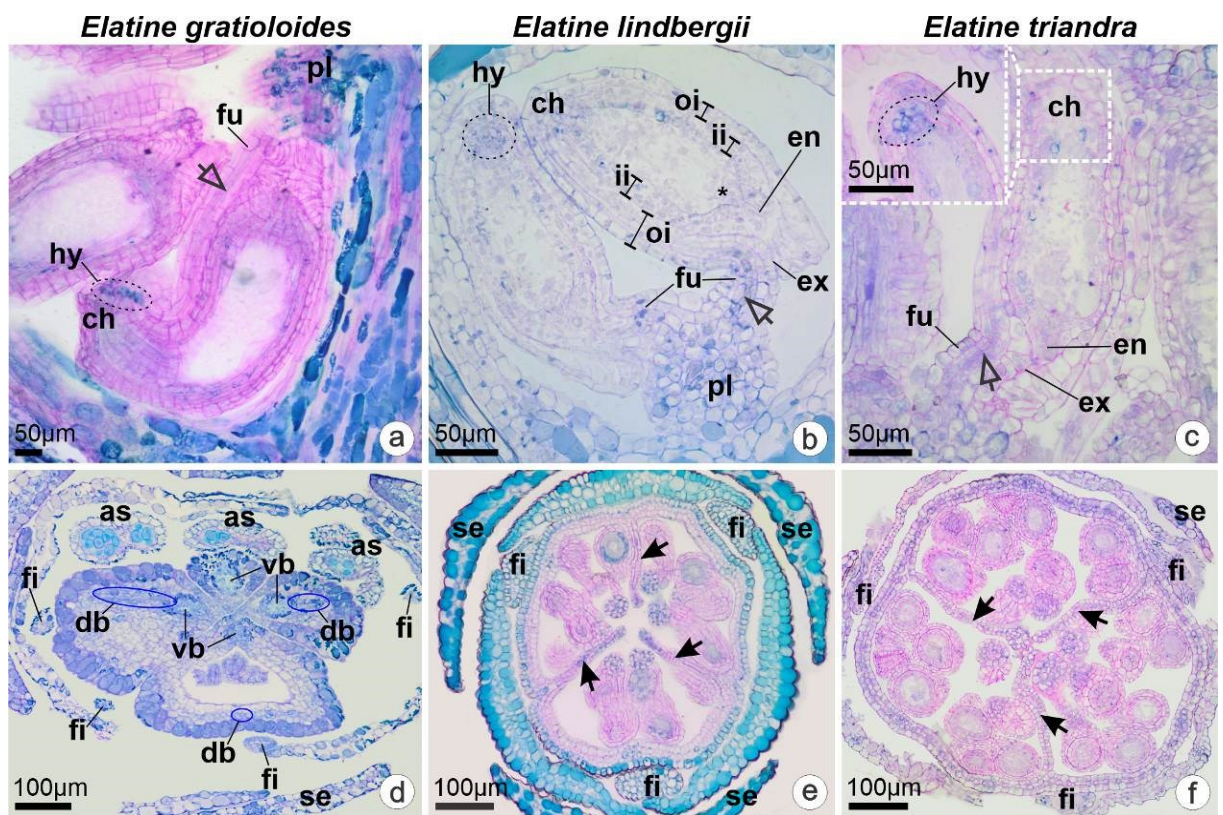 Elatine gratioloides Elatine lindbergii Elatine triandra
pl
fu
hy
ch
50µm
a
hy
ch
oi
ii
en
ii
*
oi
fu
ex
pl
50µm
b
hy
ch
50µm
fu
en
ex
50µm
c
as
as
as
vb
fi
db
vb
db
fi
fi
db
fi
se
100µm
d
se
fi
se
fi
fi
se
100µm
e
se
fi
fi
fi
100µm
f